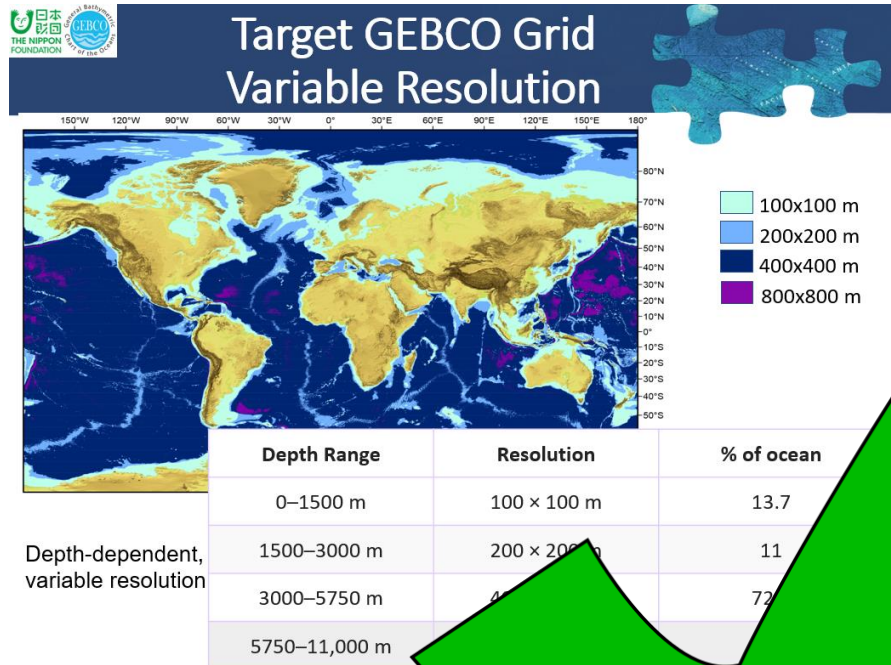 日本
財団
THE NIPPON
FOUNDATION
General Bathymetric
GEBCO
Chart of the Oceans
Target GEBCO Grid
Variable Resolution
150°W 120°W 90°W 60°W 30°W 0° 30°E 60°E 90°E 120°E 150°E 180°
80°N
70°N
60°N
50°N
40°N
30°N
20°N
10°N
0°
10°S
20°S
30°S
40°S
50°S
100x100 m
200x200 m
400x400 m
800x800 m
Depth Range Resolution % of ocean
0–1500 m 100 × 100 m 13.7
1500–3000 m 200 × 200 m 11
3000–5750 m 72
5750–11,000 m
Depth-dependent,
variable resolution